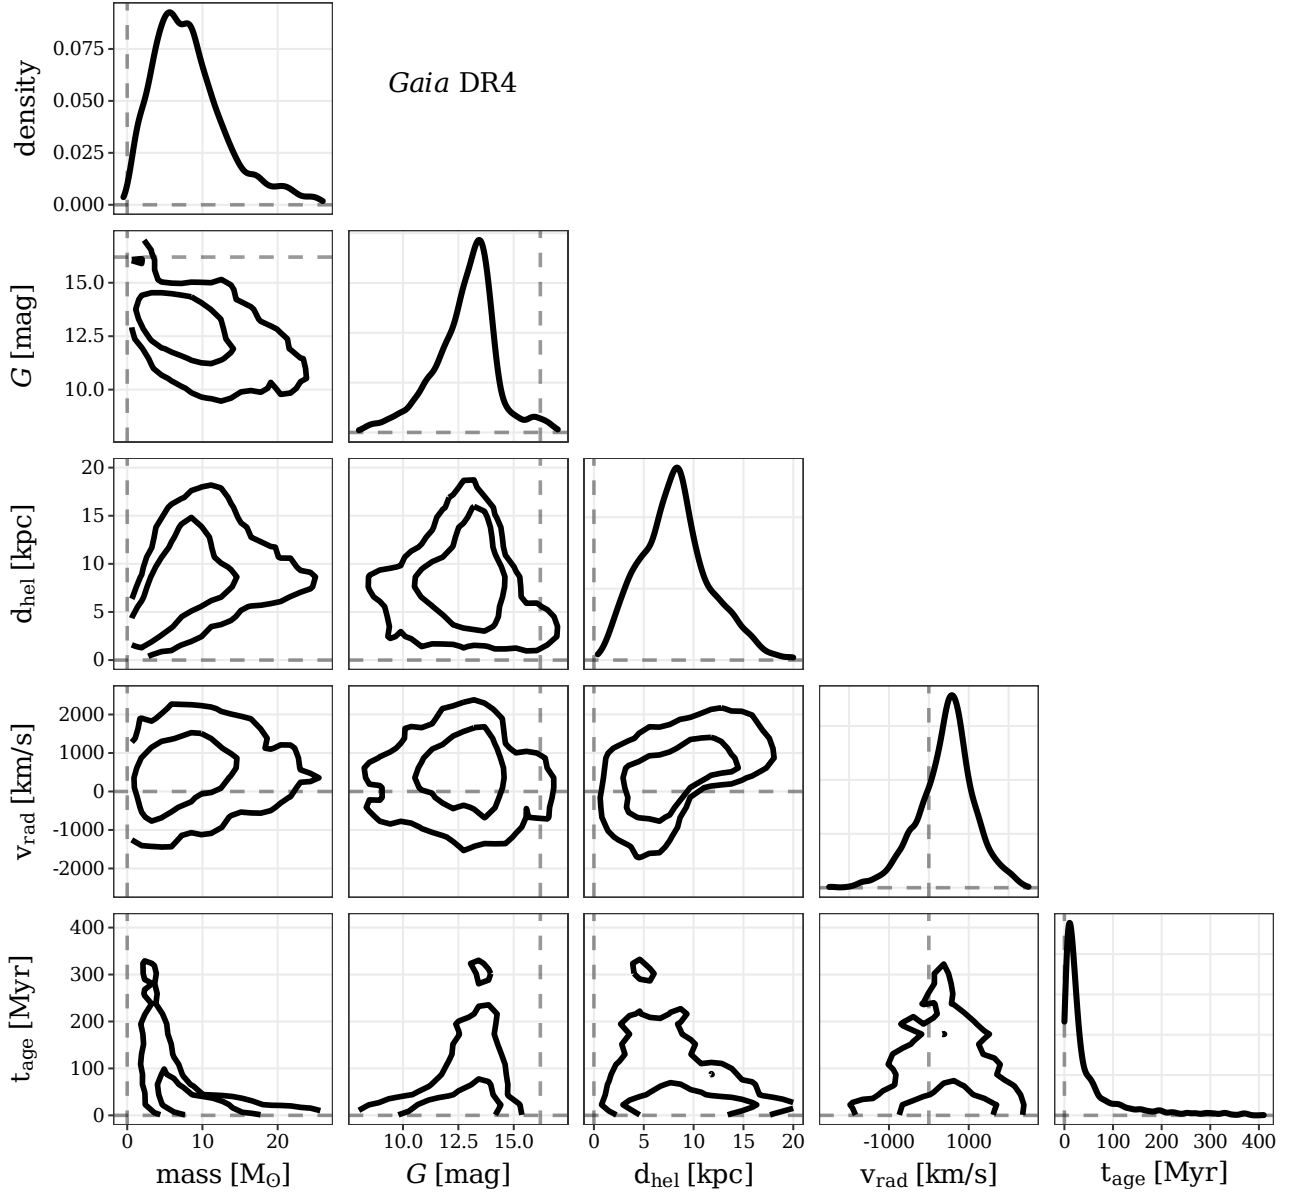 density
0.075
0.050
0.025
0.000
Gaia DR4
G [mag]
15.0
12.5
10.0
d_hel [kpc]
20
15
10
5
0
v_rad [km/s]
2000
1000
0
-1000
-2000
t_age [Myr]
400
300
200
100
0
0 10 20
10.0 12.5 15.0
0 5 10 15 20
-1000 1000
0 100 200 300 400
mass [M⊙]
G [mag]
d_hel [kpc]
v_rad [km/s]
t_age [Myr]